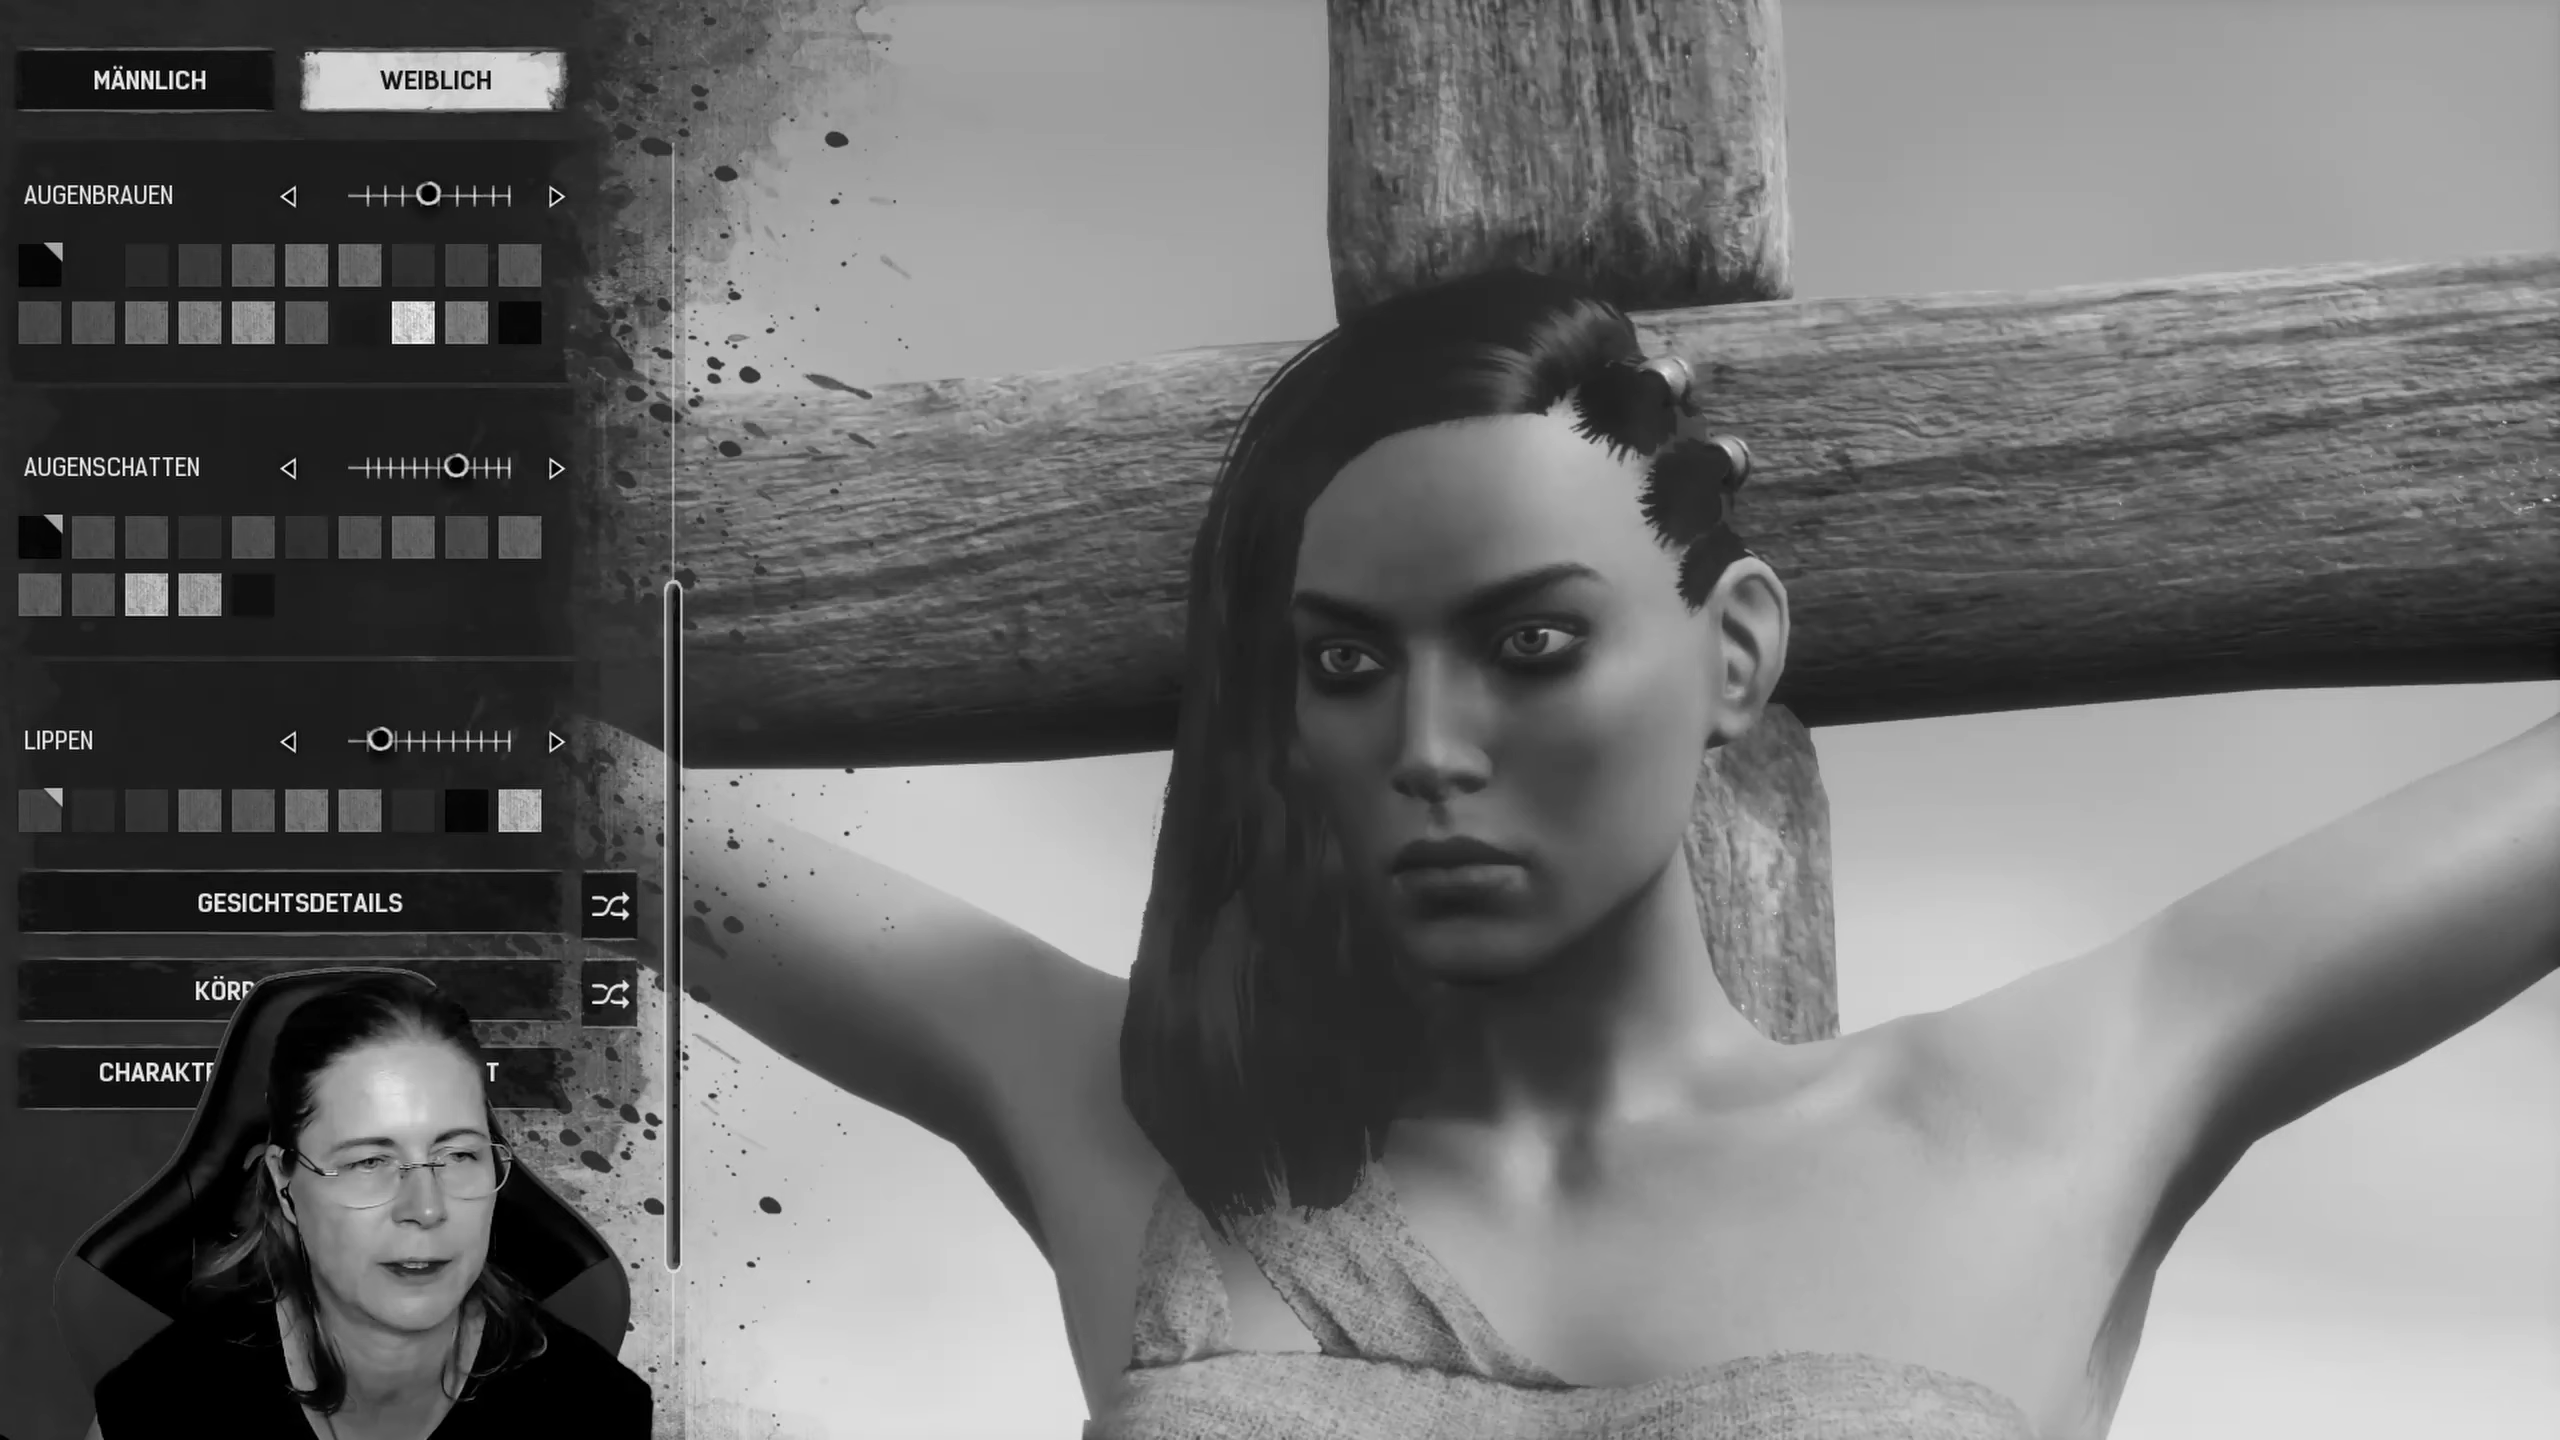 MÄNNLICH
WEIBLICH
AUGENBRAUEN
AUGENSCHATTEN
LIPPEN
GESICHTSDETAILS